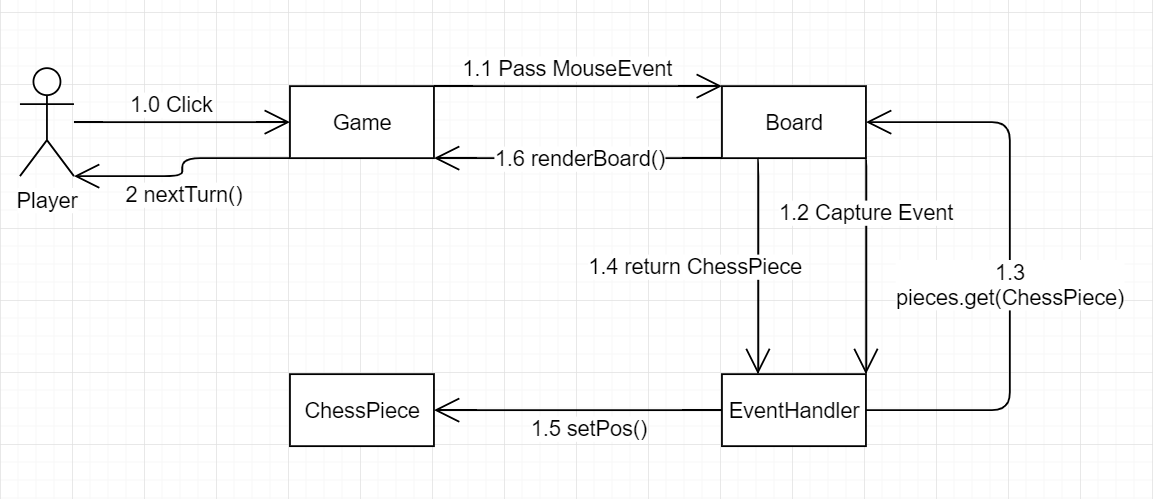 1.1 Pass MouseEvent
1.0 Click
Game
Board
1.6 renderBoard()
Player
2 nextTurn()
1.2 Capture Event
1.4 return ChessPiece
1.3
pieces.get(ChessPiece)
ChessPiece
EventHandler
1.5 setPos()